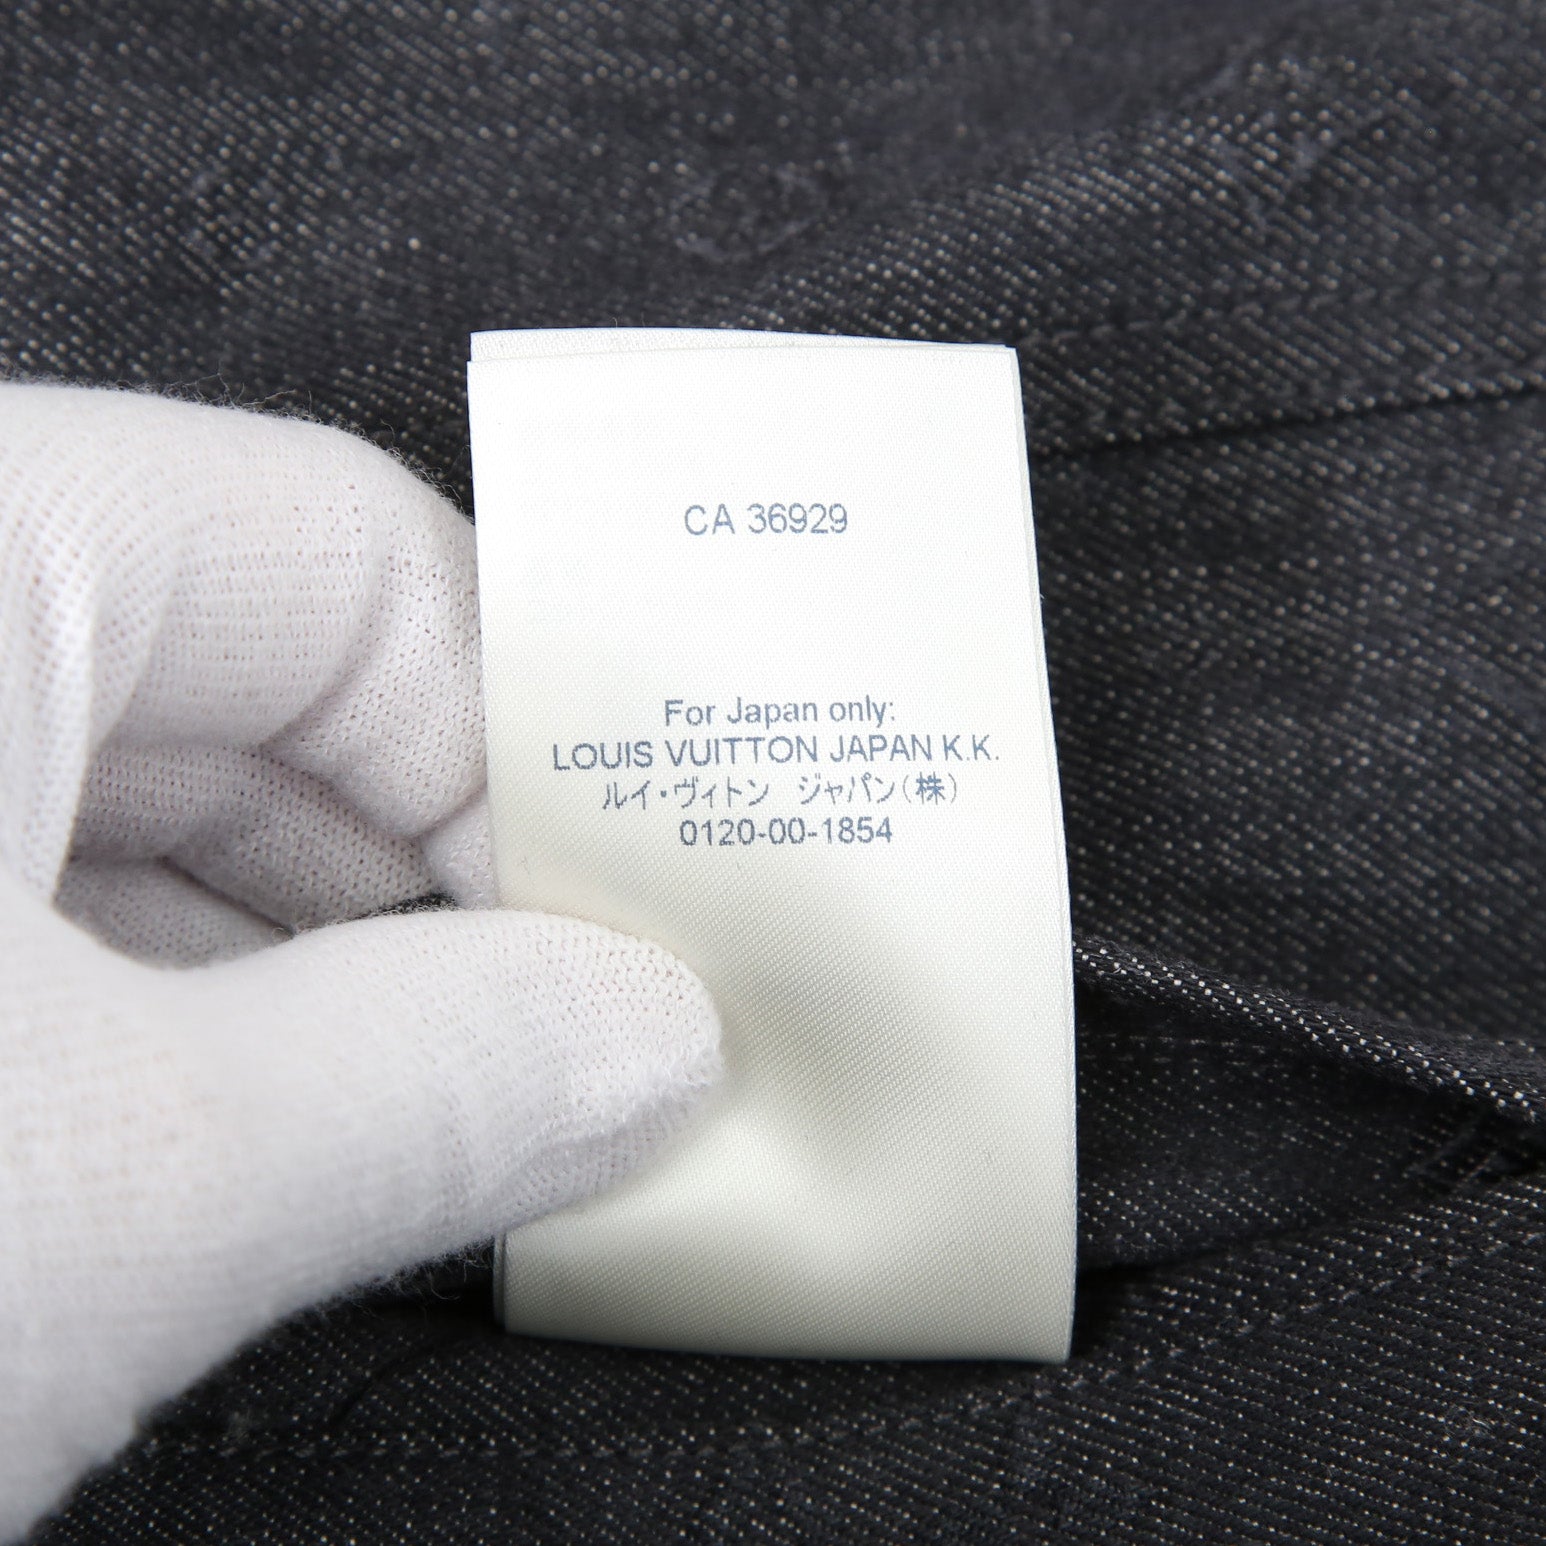 CA 36929
For Japan only:
LOUIS VUITTON JAPAN K.K.
ルイ・ヴィトン ジャパン(株)
0120-00-1854